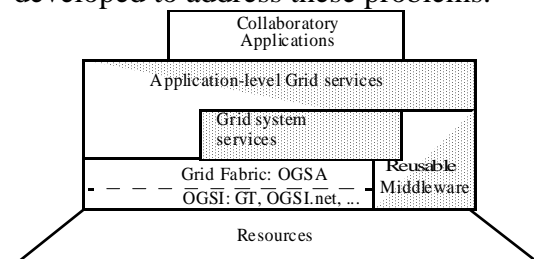 developed to address these problems.
Collaboratory
Applications
Application-level Grid services
Grid system
services
Grid Fabric: OGSA
OGSI: GT, OGSI.net, ...
Reusable
Middleware
Resources